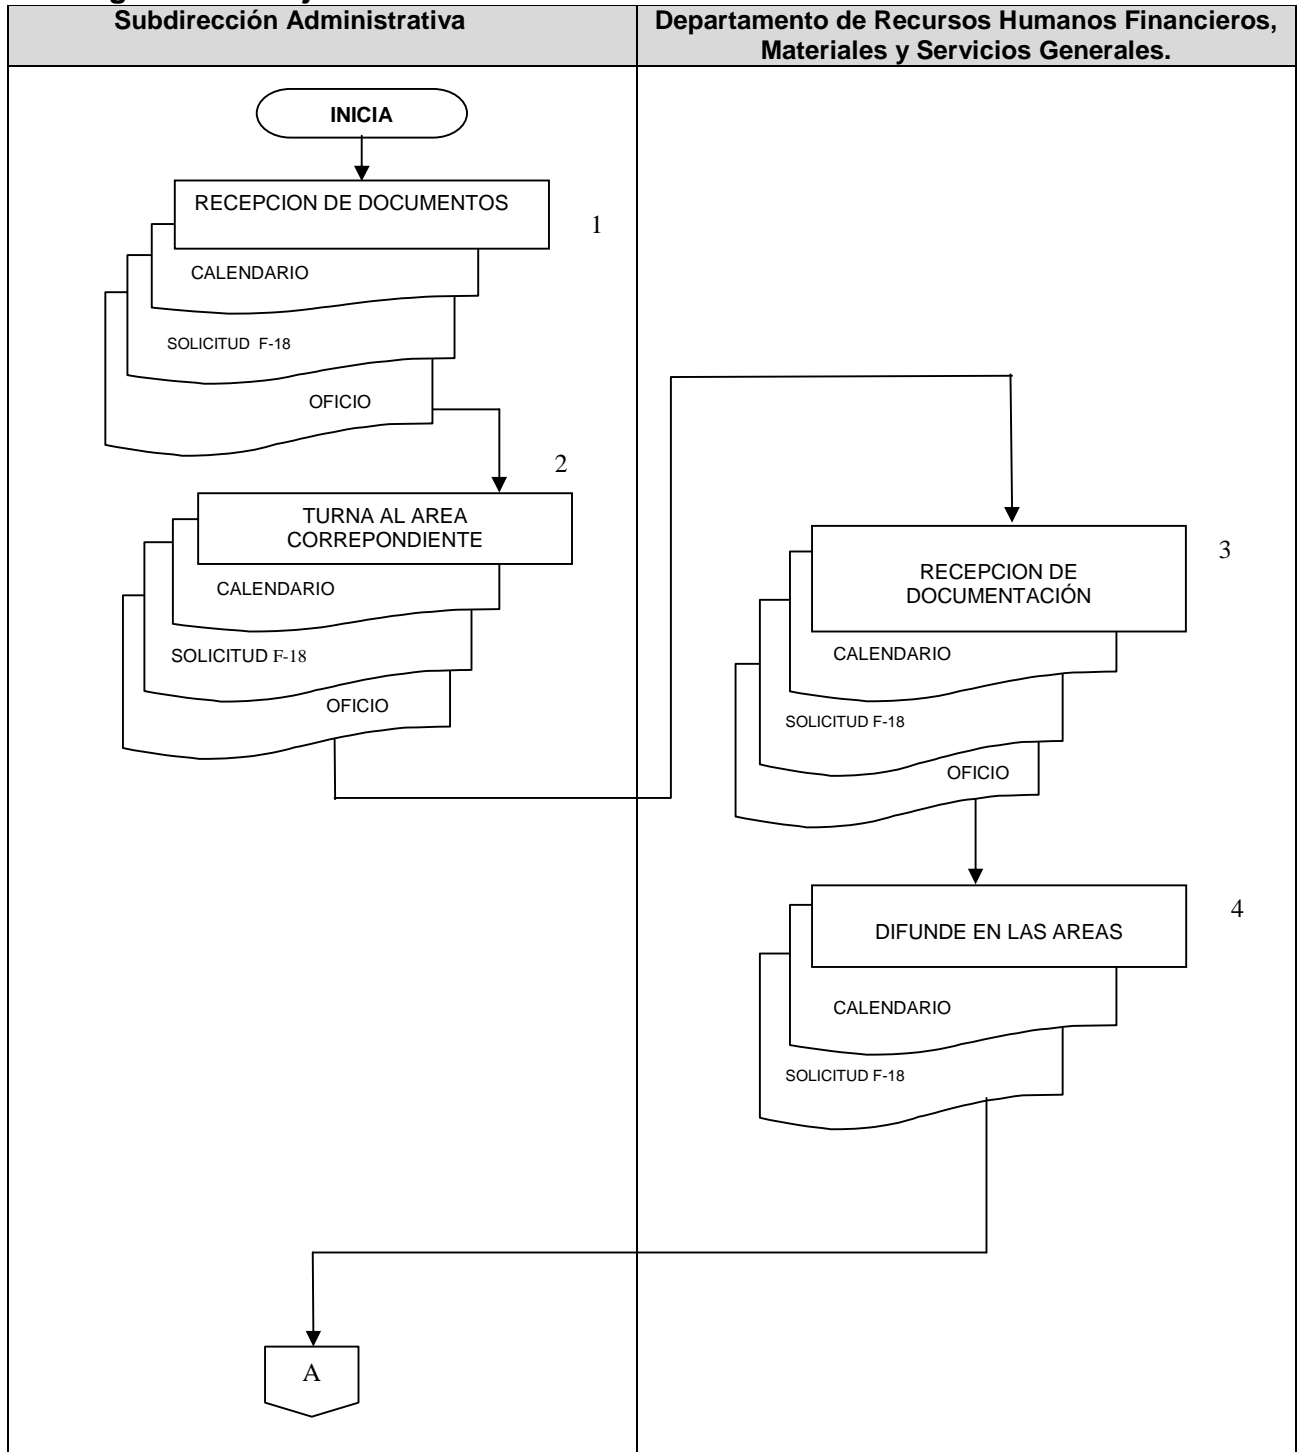 Subdirección Administrativa
Departamento de Recursos Humanos Financieros,
Materiales y Servicios Generales.
INICIA
RECEPCION DE DOCUMENTOS
1
CALENDARIO
SOLICITUD F-18
OFICIO
2
TURNA AL AREA
CORREPONDIENTE
CALENDARIO
SOLICITUD F-18
OFICIO
3
RECEPCION DE
DOCUMENTACIÓN
CALENDARIO
SOLICITUD F-18
OFICIO
4
DIFUNDE EN LAS AREAS
CALENDARIO
SOLICITUD F-18
A